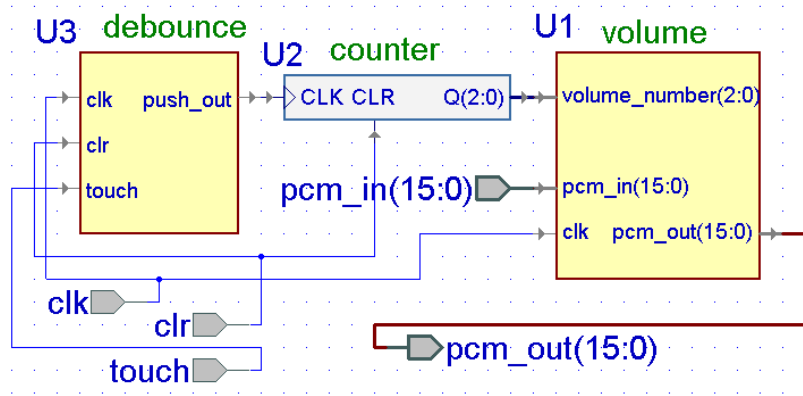 U3 debounce
U2 counter
U1 volume
clk push_out
clr
touch
CLK CLR Q(2:0)
volume_number(2:0)
pcm_in(15:0)
pcm_in(15:0)
clk pcm_out(15:0)
clk
clr
touch
pcm_out(15:0)